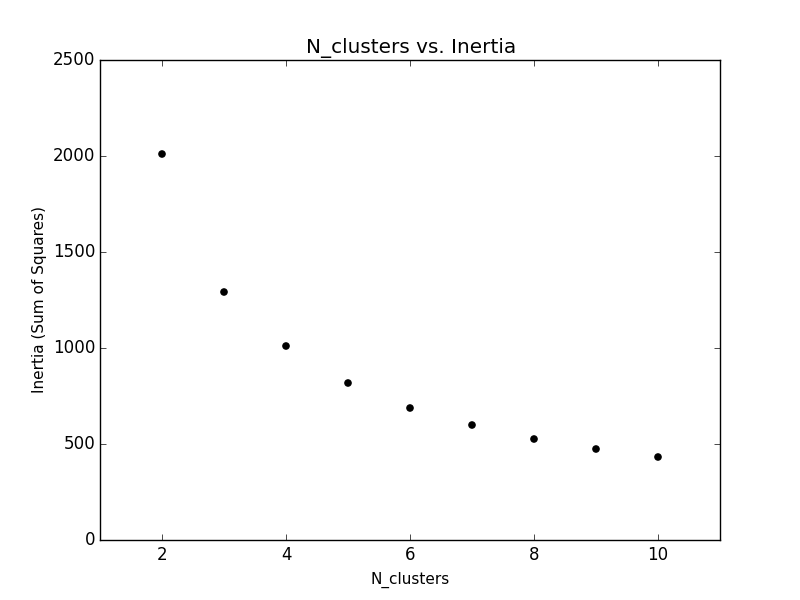 N_clusters vs. Inertia
2500
2000
1500
1000
500
0
Inertia (Sum of Squares)
2 4 6 8 10
N_clusters